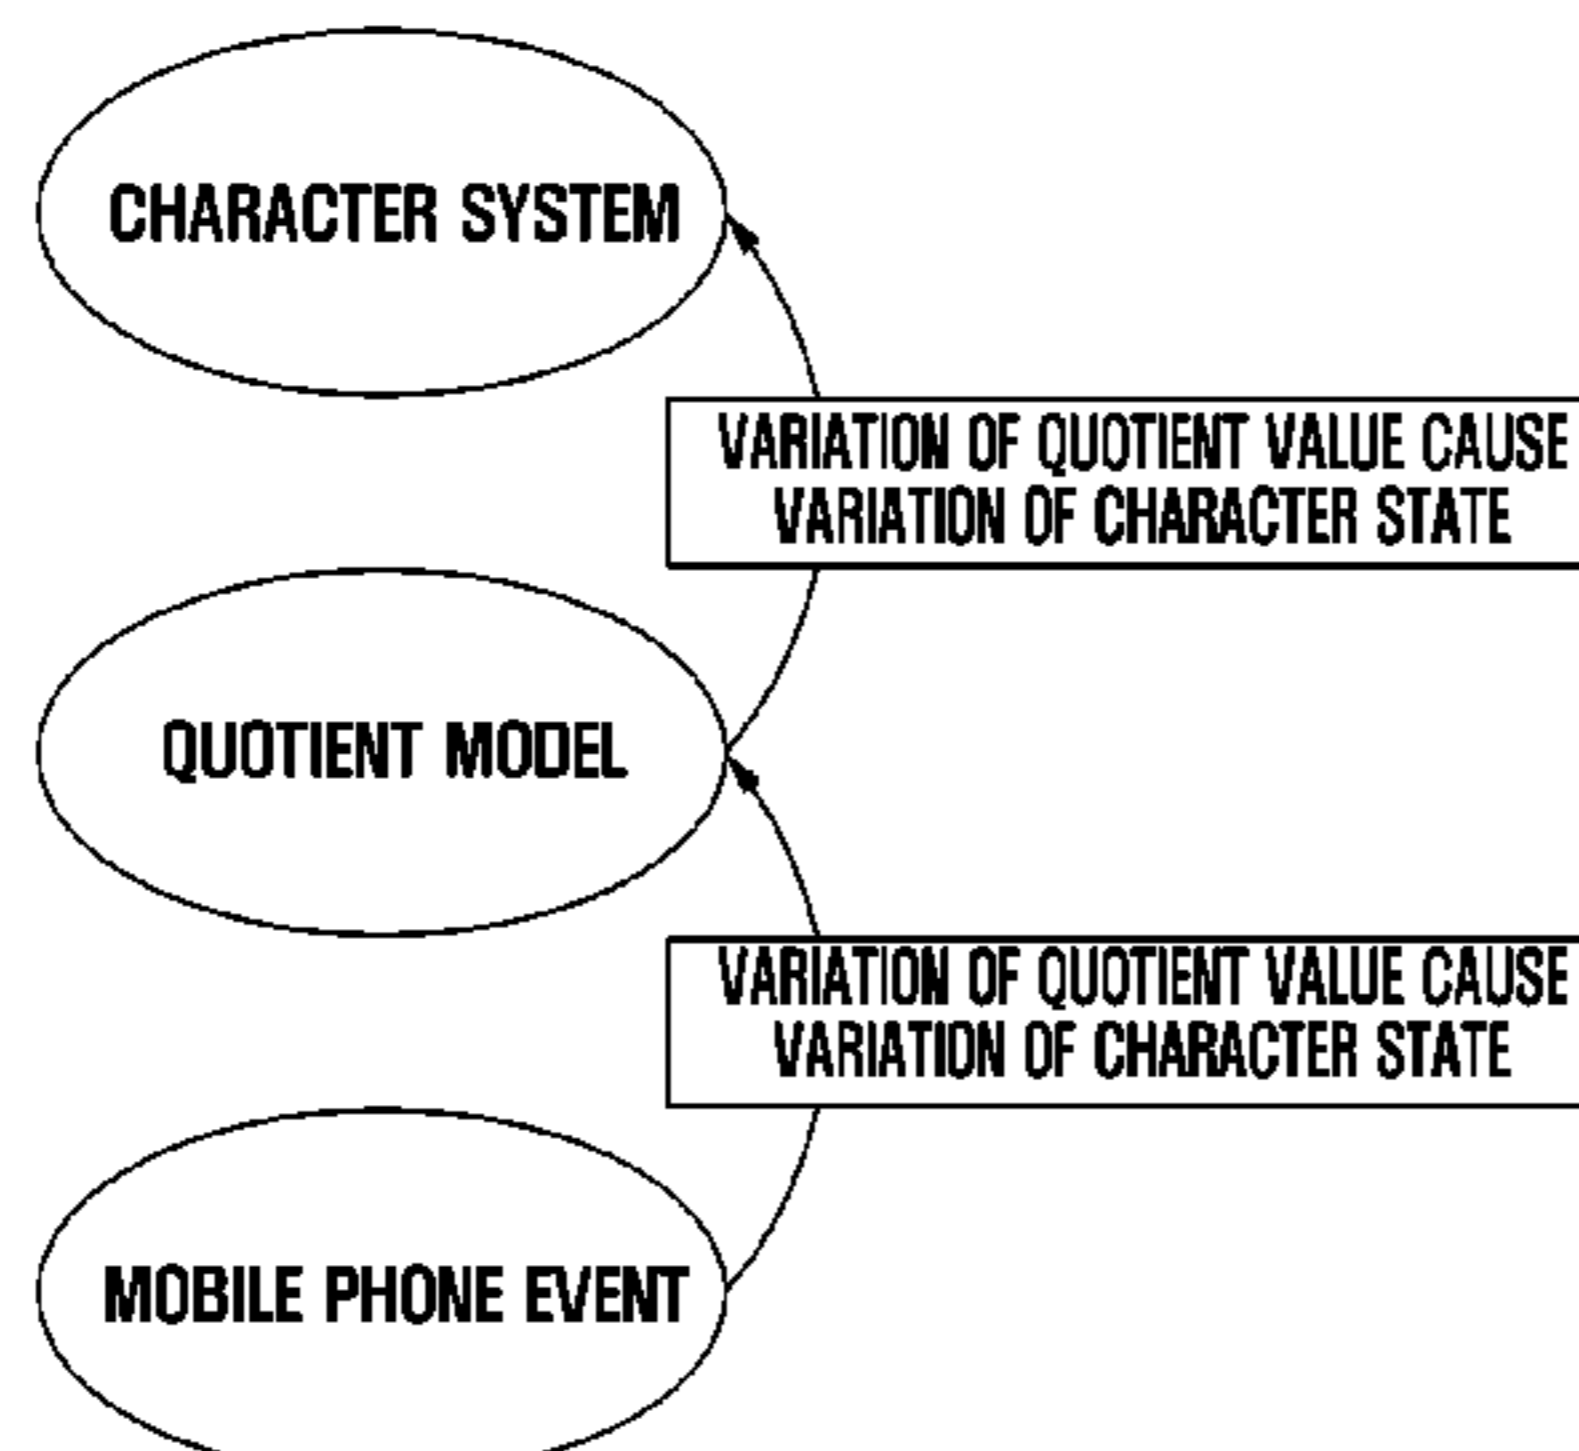 CHARACTER SYSTEM
VARIATION OF QUOTIENT VALUE CAUSE
VARIATION OF CHARACTER STATE
QUOTIENT MODEL
VARIATION OF QUOTIENT VALUE CAUSE
VARIATION OF CHARACTER STATE
MOBILE PHONE EVENT